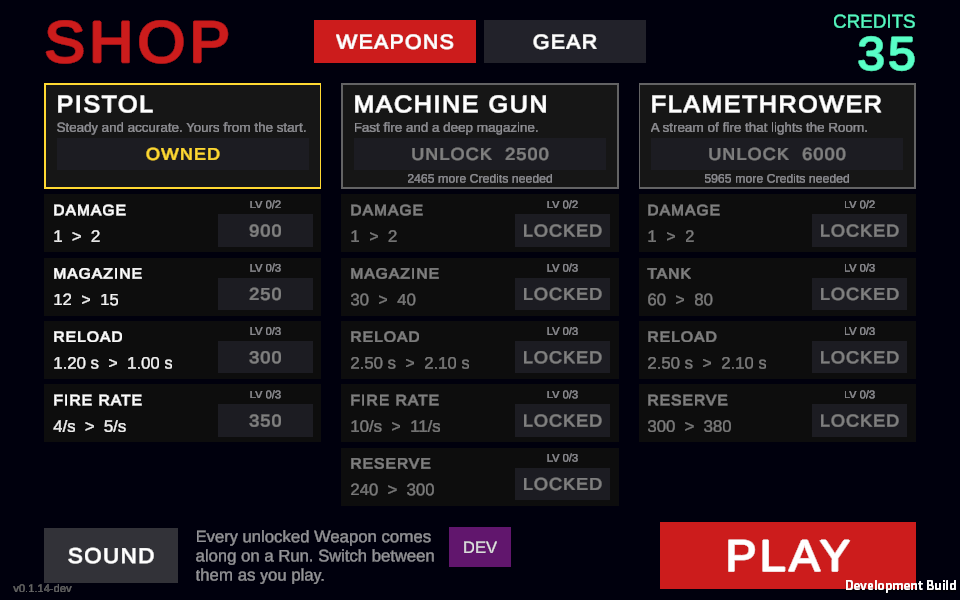 SHOP
WEAPONS
GEAR
CREDITS
35
PISTOL
Steady and accurate. Yours from the start.
OWNED
DAMAGE
LV 0/2
1 > 2
900
MAGAZINE
LV 0/3
12 > 15
250
RELOAD
LV 0/3
1.20 s > 1.00 s
300
FIRE RATE
LV 0/3
4/s > 5/s
350
MACHINE GUN
Fast fire and a deep magazine.
UNLOCK 2500
2465 more Credits needed
DAMAGE
LV 0/2
1 > 2
LOCKED
MAGAZINE
LV 0/3
30 > 40
LOCKED
RELOAD
LV 0/3
2.50 s > 2.10 s
LOCKED
FIRE RATE
LV 0/3
10/s > 11/s
LOCKED
RESERVE
LV 0/3
240 > 300
LOCKED
FLAMETHROWER
A stream of fire that lights the Room.
UNLOCK 6000
5965 more Credits needed
DAMAGE
LV 0/2
1 > 2
LOCKED
TANK
LV 0/3
60 > 80
LOCKED
RELOAD
LV 0/3
2.50 s > 2.10 s
LOCKED
RESERVE
LV 0/3
300 > 380
LOCKED
SOUND
Every unlocked Weapon comes
along on a Run. Switch between
them as you play.
DEV
PLAY
v0.1.14-dev
Development Build